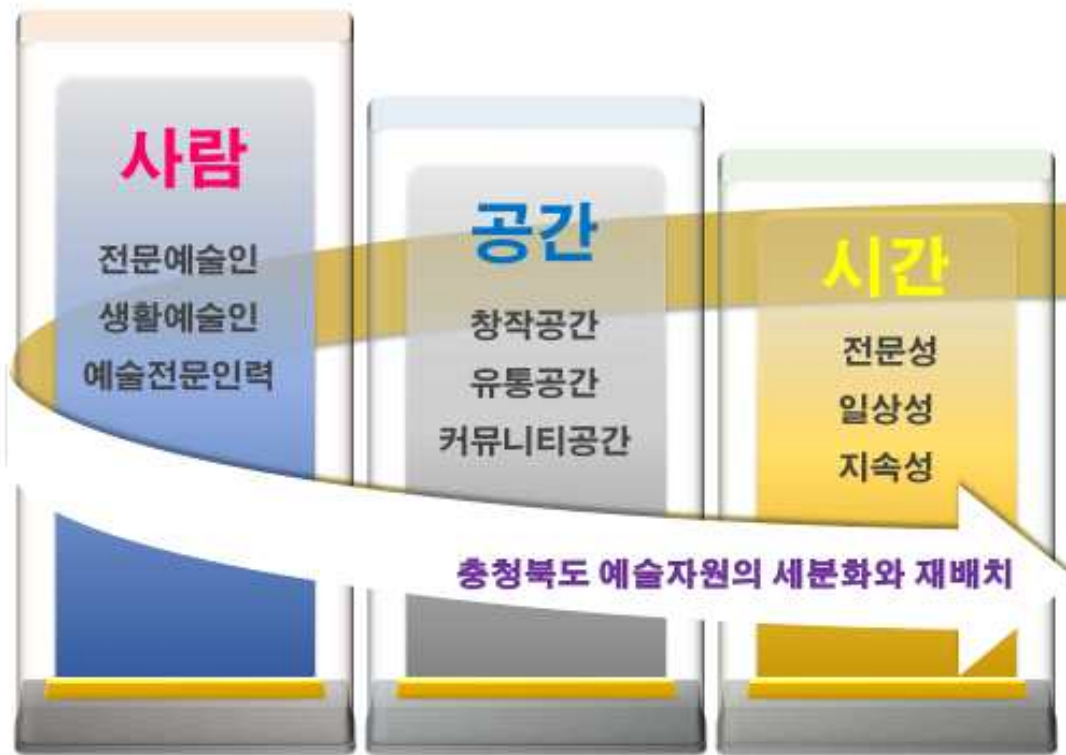 사람
전문예술인
생활예술인
예술전문인력
공간
창작공간
유통공간
커뮤니티공간
시간
전문성
일상성
지속성
충청북도 예술자원의 세분화와 재배치